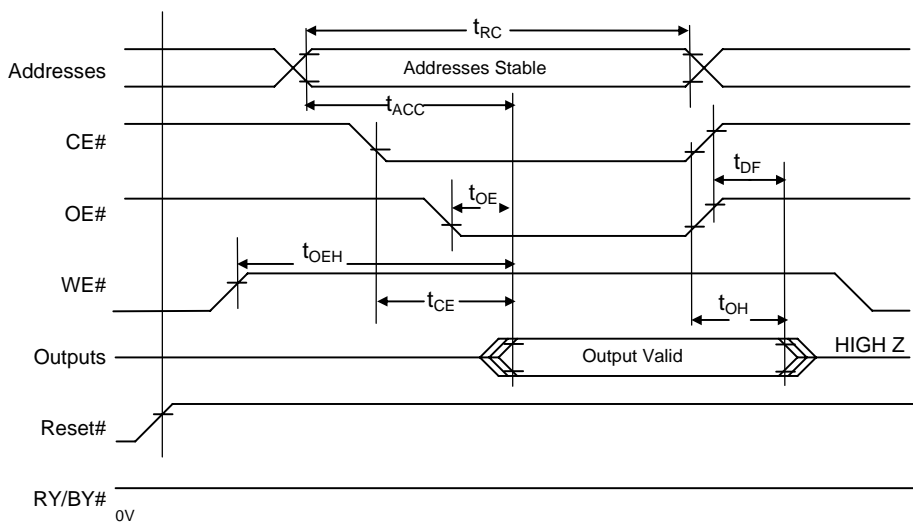 tRC
Addresses
Addresses Stable
tACC
CE#
tDF
tOE
OE#
tOEH
WE#
tCE
tOH
Outputs
Output Valid
HIGH Z
Reset#
RY/BY#
0V